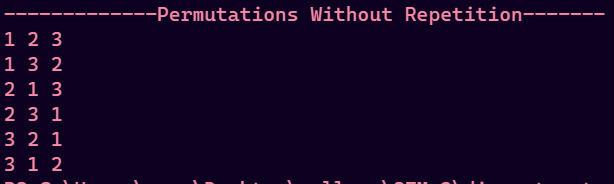 -------------Permutations Without Repetition-------
1 2 3
1 3 2
2 1 3
2 3 1
3 2 1
3 1 2